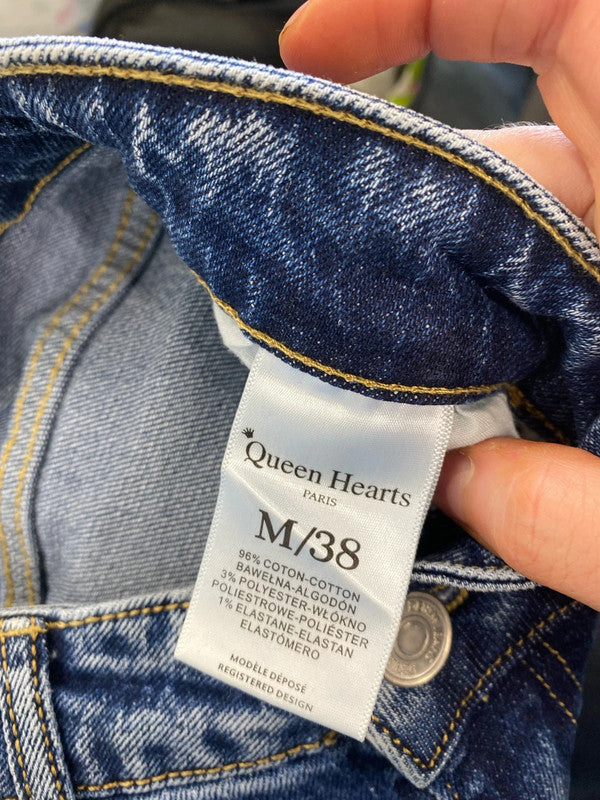 Queen Hearts
PARIS
M/38
96% COTON-COTTON
BAWEŁNA-ALGODÓN
3% POLYESTER-WŁÓKNO
POLIESTROWE-POLIÉSTER
1% ELASTANE-ELASTAN
ELASTÓMERO
MODÈLE DÉPOSÉ
REGISTERED DESIGN